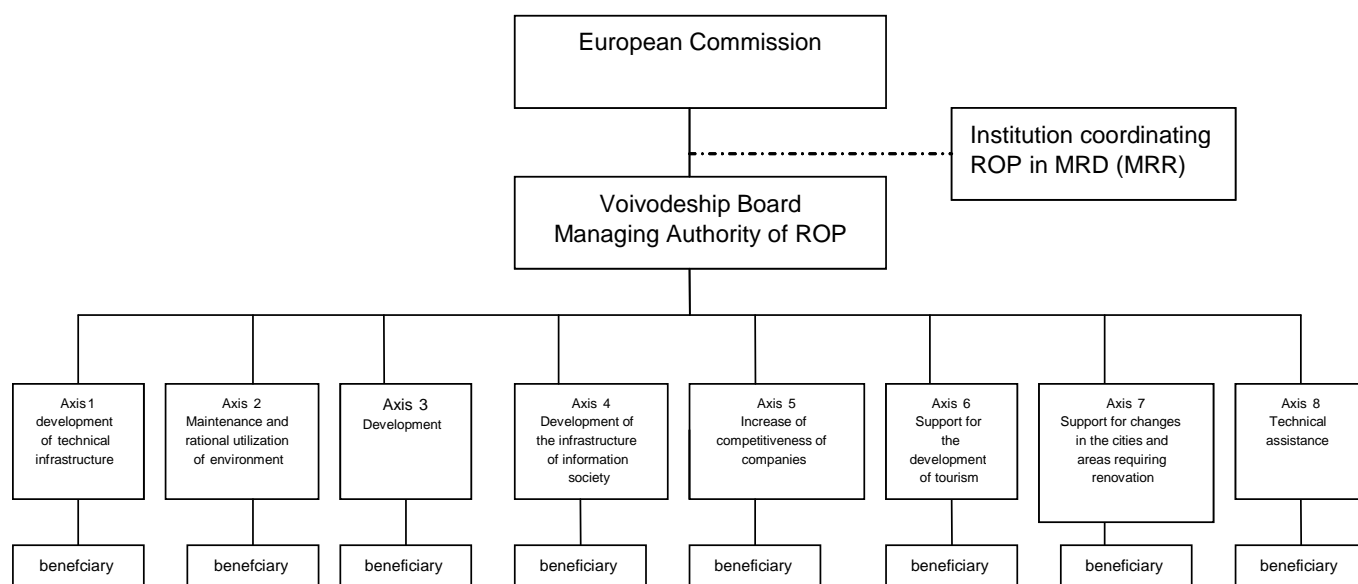 European Commission
Institution coordinating
ROP in MRD (MRR)
Voivodeship Board
Managing Authority of ROP
Axis 1
development
of technical
infrastructure
Axis 2
Maintenance and
rational utilization
of environment
Axis 3
Development
Axis 4
Development of
the infrastructure
of information
society
Axis 5
Increase of
competitiveness of
companies
Axis 6
Support for
the
development
of tourism
Axis 7
Support for changes
in the cities and
areas requiring
renovation
Axis 8
Technical
assistance
benefciary
benefciary
beneficiary
beneficiary
beneficiary
beneficiary
beneficiary
beneficiary